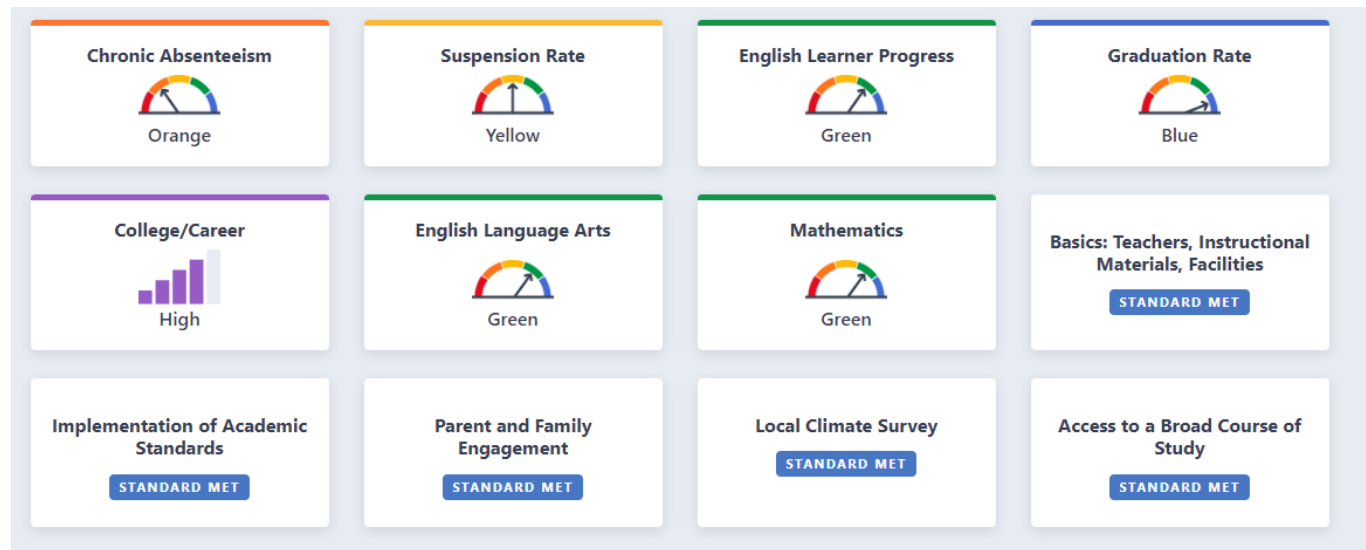 Chronic Absenteeism
Orange
Suspension Rate
Yellow
English Learner Progress
Green
Graduation Rate
Blue
College/Career
High
English Language Arts
Green
Mathematics
Green
Basics: Teachers, Instructional
Materials, Facilities
STANDARD MET
Implementation of Academic
Standards
STANDARD MET
Parent and Family
Engagement
STANDARD MET
Local Climate Survey
STANDARD MET
Access to a Broad Course of
Study
STANDARD MET